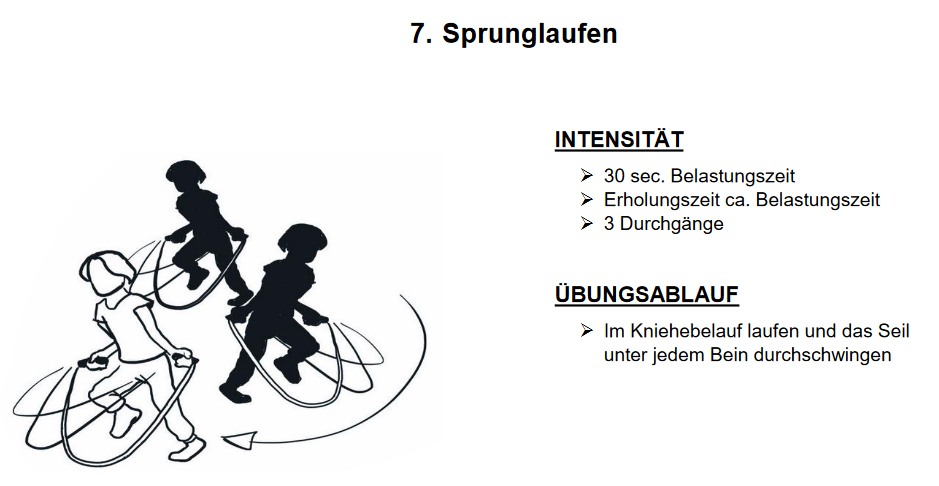 7. Sprunglaufen
INTENSITÄT
➢ 30 sec. Belastungszeit
➢ Erholungszeit ca. Belastungszeit
➢ 3 Durchgänge
ÜBUNGSABLAUF
➢ Im Kniehebelauf laufen und das Seil
unter jedem Bein durchschwingen